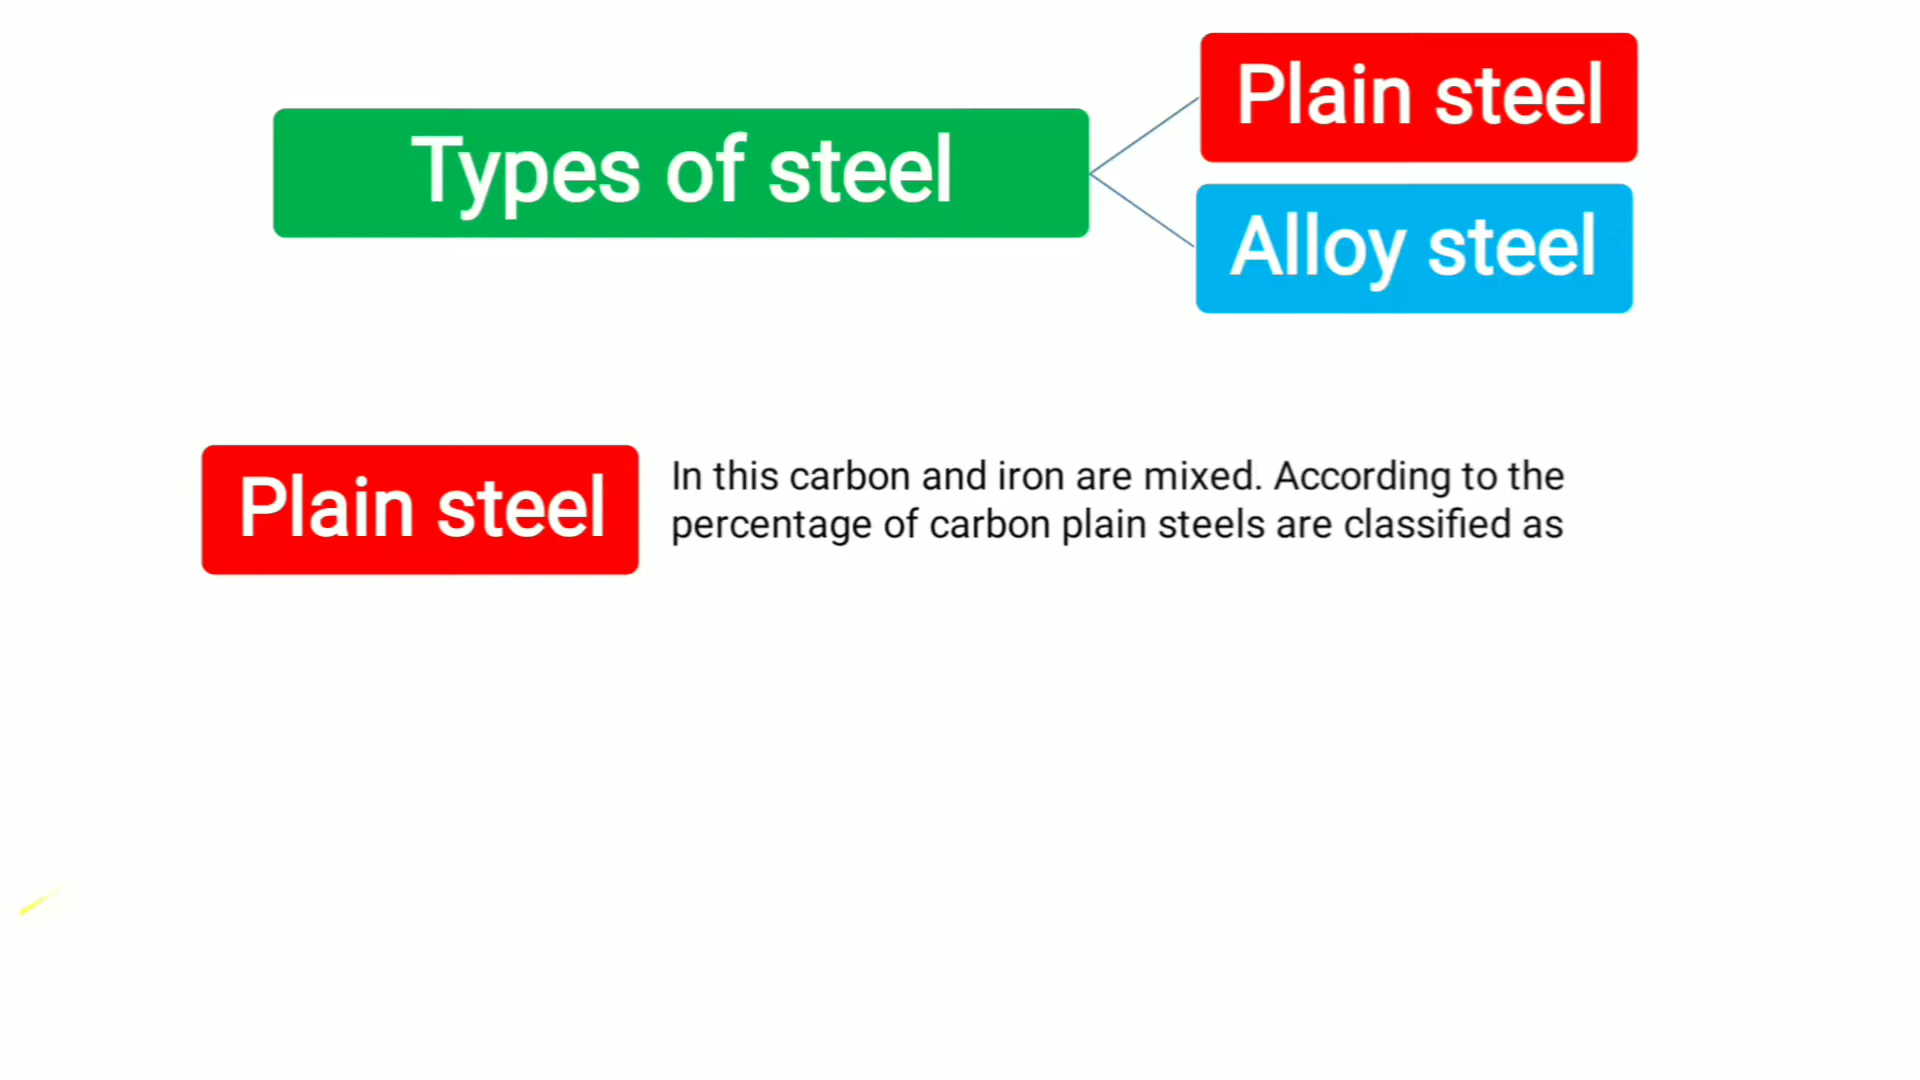 Types of steel
Plain steel
Alloy steel
Plain steel
In this carbon and iron are mixed. According to the
percentage of carbon plain steels are classified as